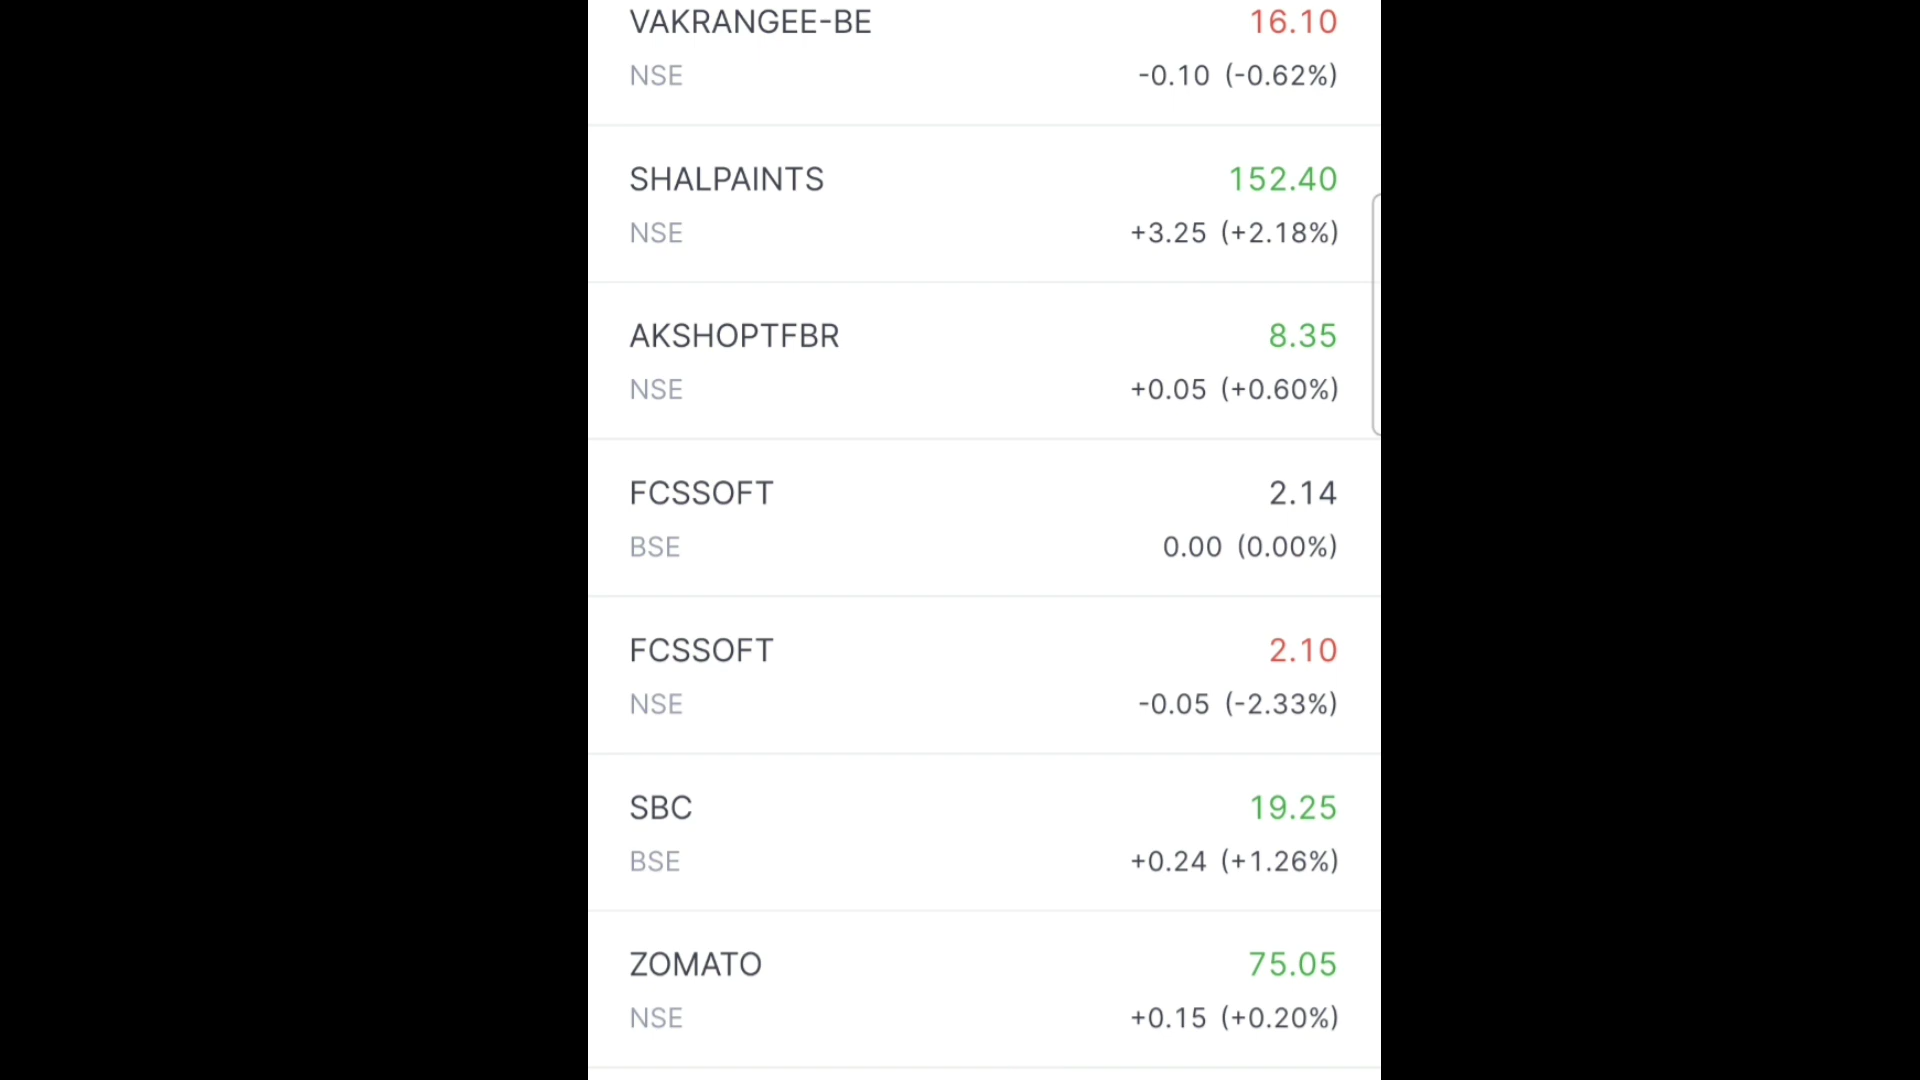 VAKRANGEE-BE 16.10
NSE -0.10 (-0.62%)
SHALPAINTS 152.40
NSE +3.25 (+2.18%)
AKSHOPTFBR 8.35
NSE +0.05 (+0.60%)
FCSSOFT 2.14
BSE 0.00 (0.00%)
FCSSOFT 2.10
NSE -0.05 (-2.33%)
SBC 19.25
BSE +0.24 (+1.26%)
ZOMATO 75.05
NSE +0.15 (+0.20%)